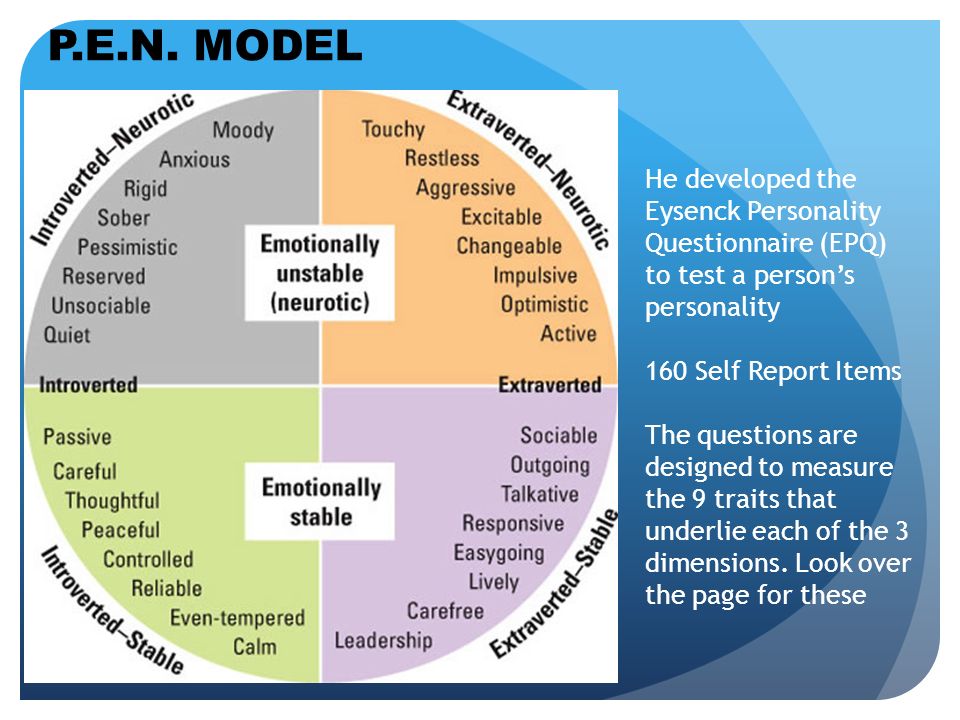 P.E.N. MODEL
Introverted–Neurotic
Moody
Anxious
Rigid
Sober
Pessimistic
Reserved
Unsociable
Quiet
Extraverted–Neurotic
Touchy
Restless
Aggressive
Excitable
Changeable
Impulsive
Optimistic
Active
Emotionally
unstable
(neurotic)
Introverted
Extraverted
Passive
Careful
Thoughtful
Peaceful
Controlled
Reliable
Even-tempered
Calm
Introverted–Stable
Emotionally
stable
Sociable
Outgoing
Talkative
Responsive
Easygoing
Lively
Carefree
Leadership
Extraverted–Stable
He developed the
Eysenck Personality
Questionnaire (EPQ)
to test a person’s
personality
160 Self Report Items
The questions are
designed to measure
the 9 traits that
underlie each of the 3
dimensions. Look over
the page for these